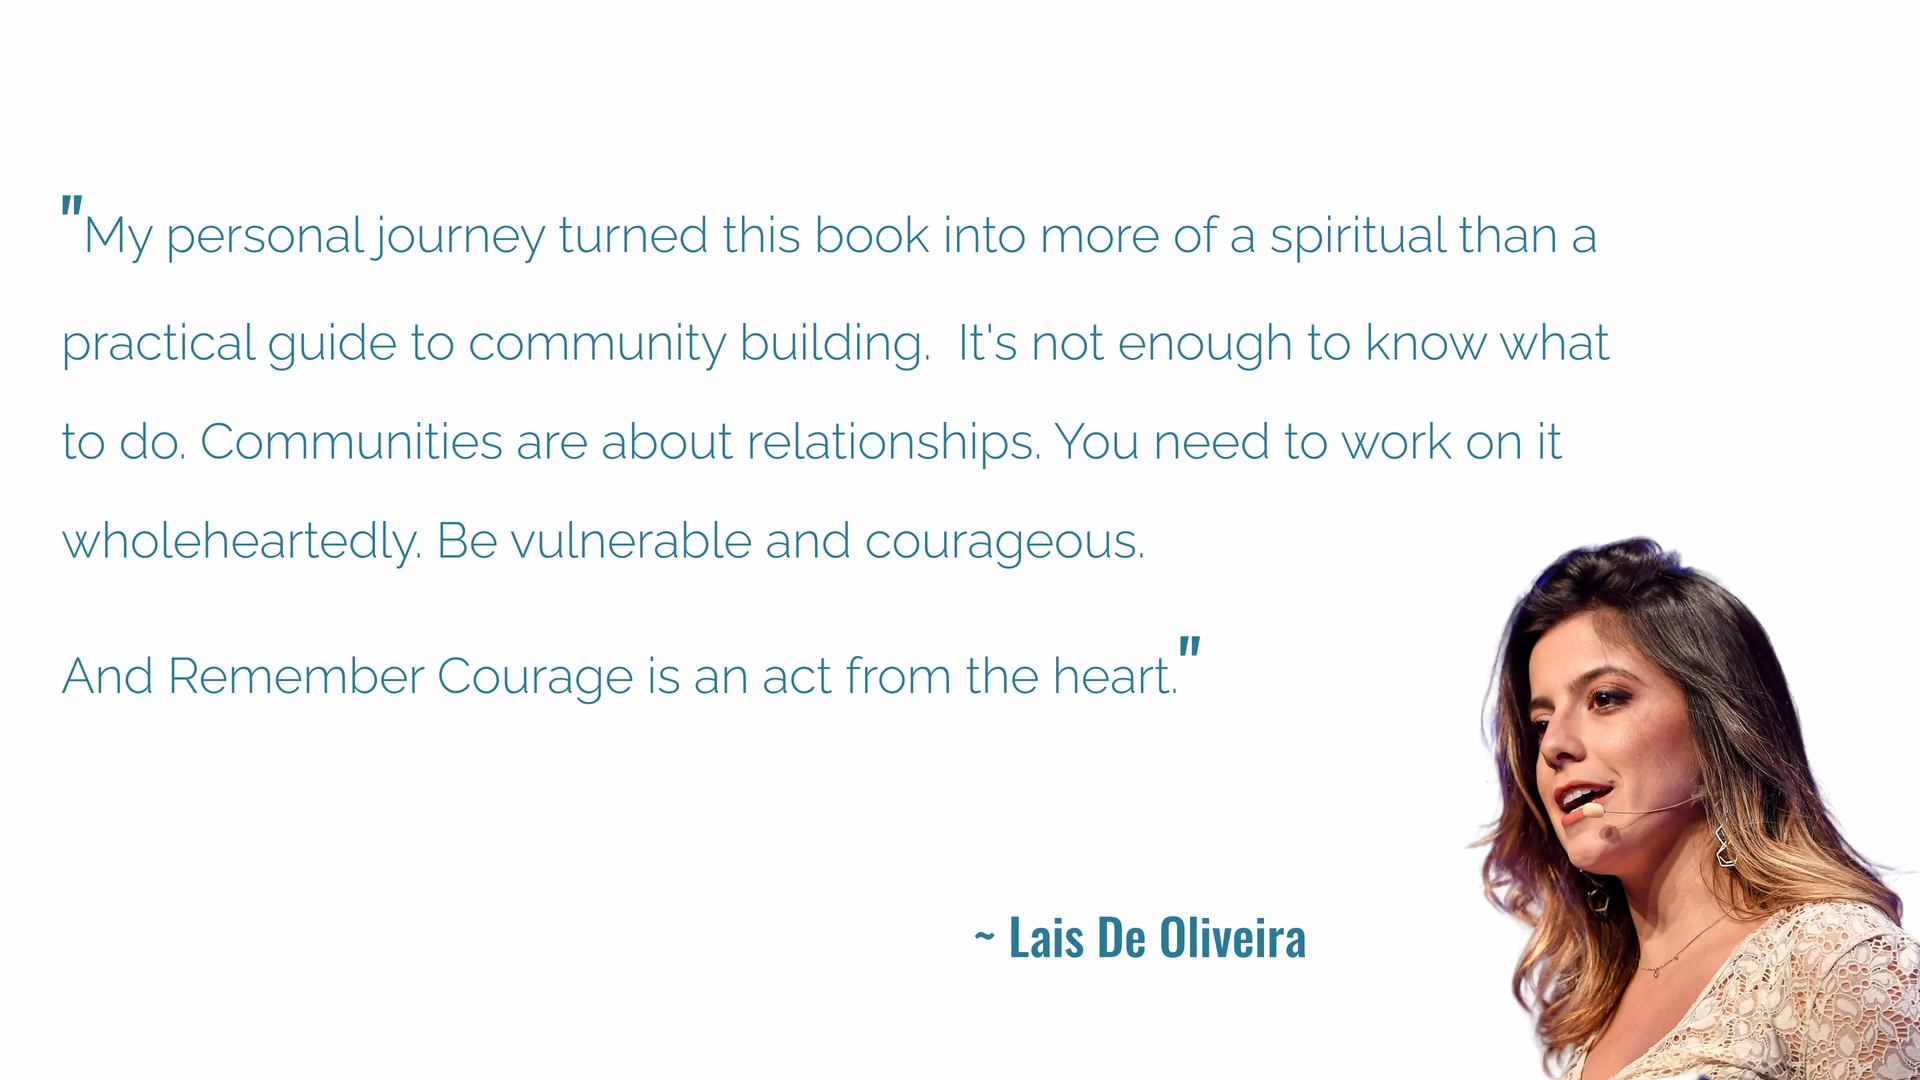 "My personal journey turned this book into more of a spiritual than a
practical guide to community building.  It's not enough to know what
to do. Communities are about relationships. You need to work on it
wholeheartedly. Be vulnerable and courageous.
And Remember Courage is an act from the heart."
~ Lais De Oliveira